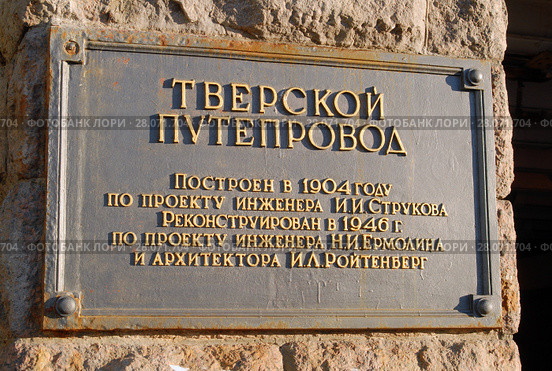 ТВЕРСКОЙ
ПУТЕПРОВОД
ПОСТРОЕН В 1904 ГОДУ
ПО ПРОЕКТУ ИНЖЕНЕРА И.И.СТРУКОВА
РЕКОНСТРУИРОВАН В 1946 Г.
ПО ПРОЕКТУ ИНЖЕНЕРА Н.И.ЕРМОЛИНА
И АРХИТЕКТОРА И.Л.РОЙТЕНБЕРГ